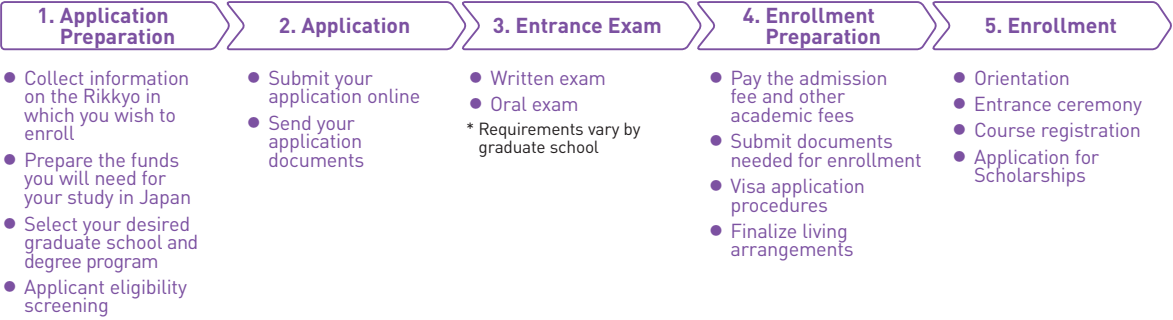 1. Application
Preparation
● Collect information
on the Rikkyo in
which you wish to
enroll
● Prepare the funds
you will need for
your study in Japan
● Select your desired
graduate school and
degree program
● Applicant eligibility
screening
2. Application
● Submit your
application online
● Send your
application
documents
3. Entrance Exam
● Written exam
● Oral exam
* Requirements vary by
graduate school
4. Enrollment
Preparation
● Pay the admission
fee and other
academic fees
● Submit documents
needed for enrollment
● Visa application
procedures
● Finalize living
arrangements
5. Enrollment
● Orientation
● Entrance ceremony
● Course registration
● Application for
Scholarships